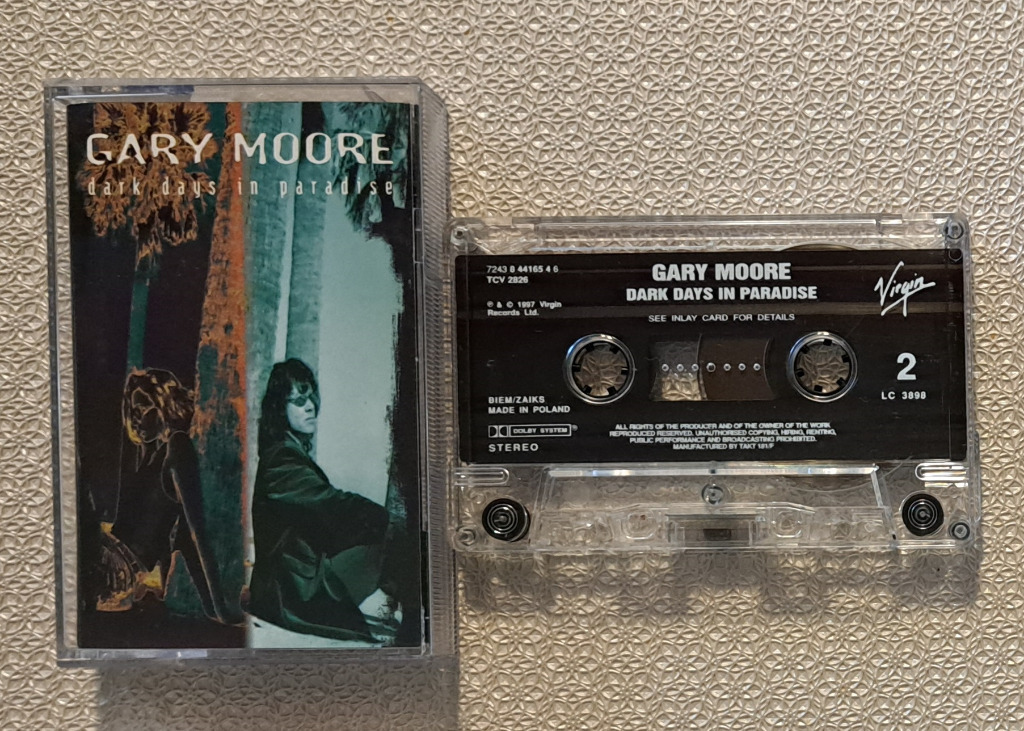 GARY MOORE
dark days in paradise
7243 8 44165 4 6
TCV 2826
GARY MOORE
DARK DAYS IN PARADISE
Virgin
℗ & © 1997 Virgin
Records Ltd.
SEE INLAY CARD FOR DETAILS
2
LC 3898
BIEM/ZAIKS
MADE IN POLAND
DOLBY SYSTEM
STEREO
ALL RIGHTS OF THE PRODUCER AND OF THE OWNER OF THE WORK
REPRODUCED RESERVED. UNAUTHORISED COPYING, HIRING, RENTING,
PUBLIC PERFORMANCE AND BROADCASTING PROHIBITED.
MANUFACTURED BY TAKT 181/F